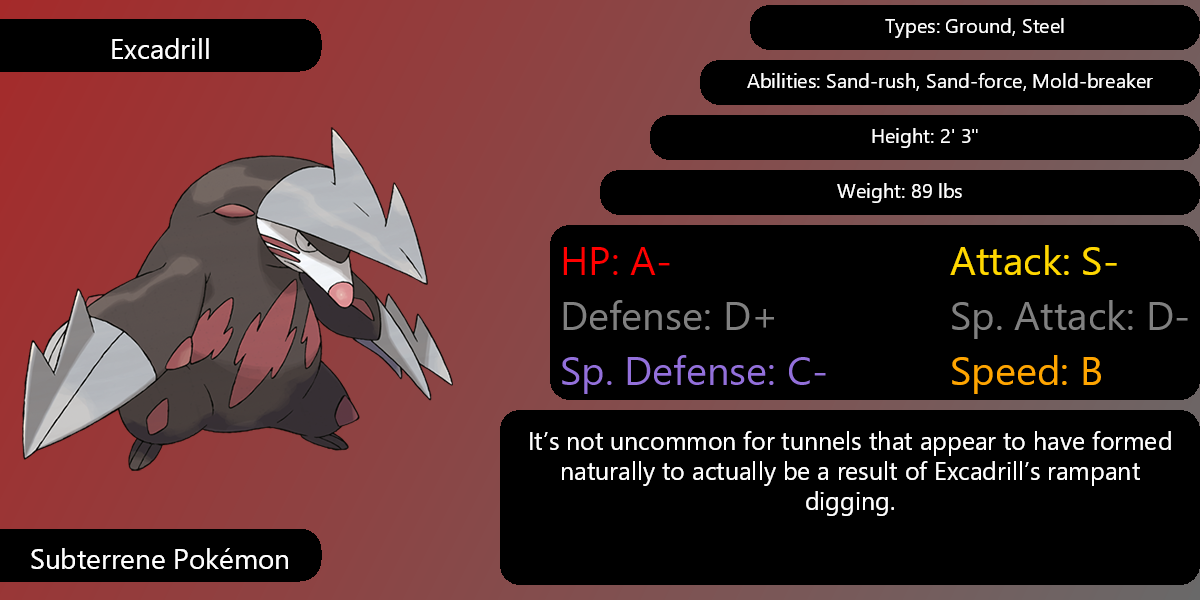 Excadrill
Types: Ground, Steel
Abilities: Sand-rush, Sand-force, Mold-breaker
Height: 2' 3"
Weight: 89 lbs
HP: A-
Attack: S-
Defense: D+
Sp. Attack: D-
Sp. Defense: C-
Speed: B
It’s not uncommon for tunnels that appear to have formed
naturally to actually be a result of Excadrill’s rampant
digging.
Subterrene Pokémon